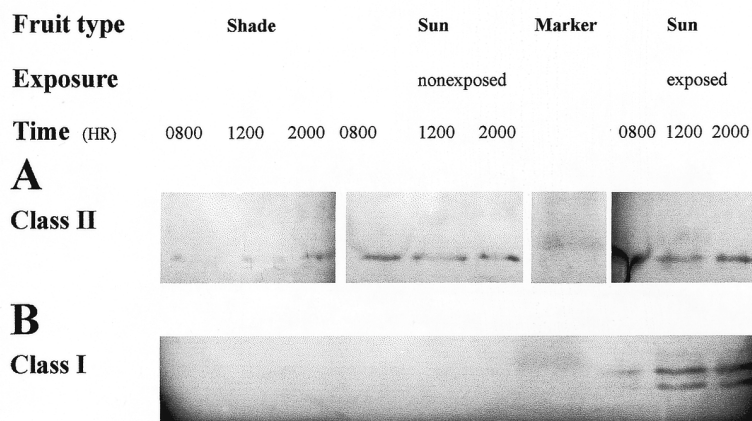 Fruit type Shade Sun Marker Sun
Exposure nonexposed exposed
Time (HR) 0800 1200 2000 0800 1200 2000 0800 1200 2000
A
Class II
B
Class I